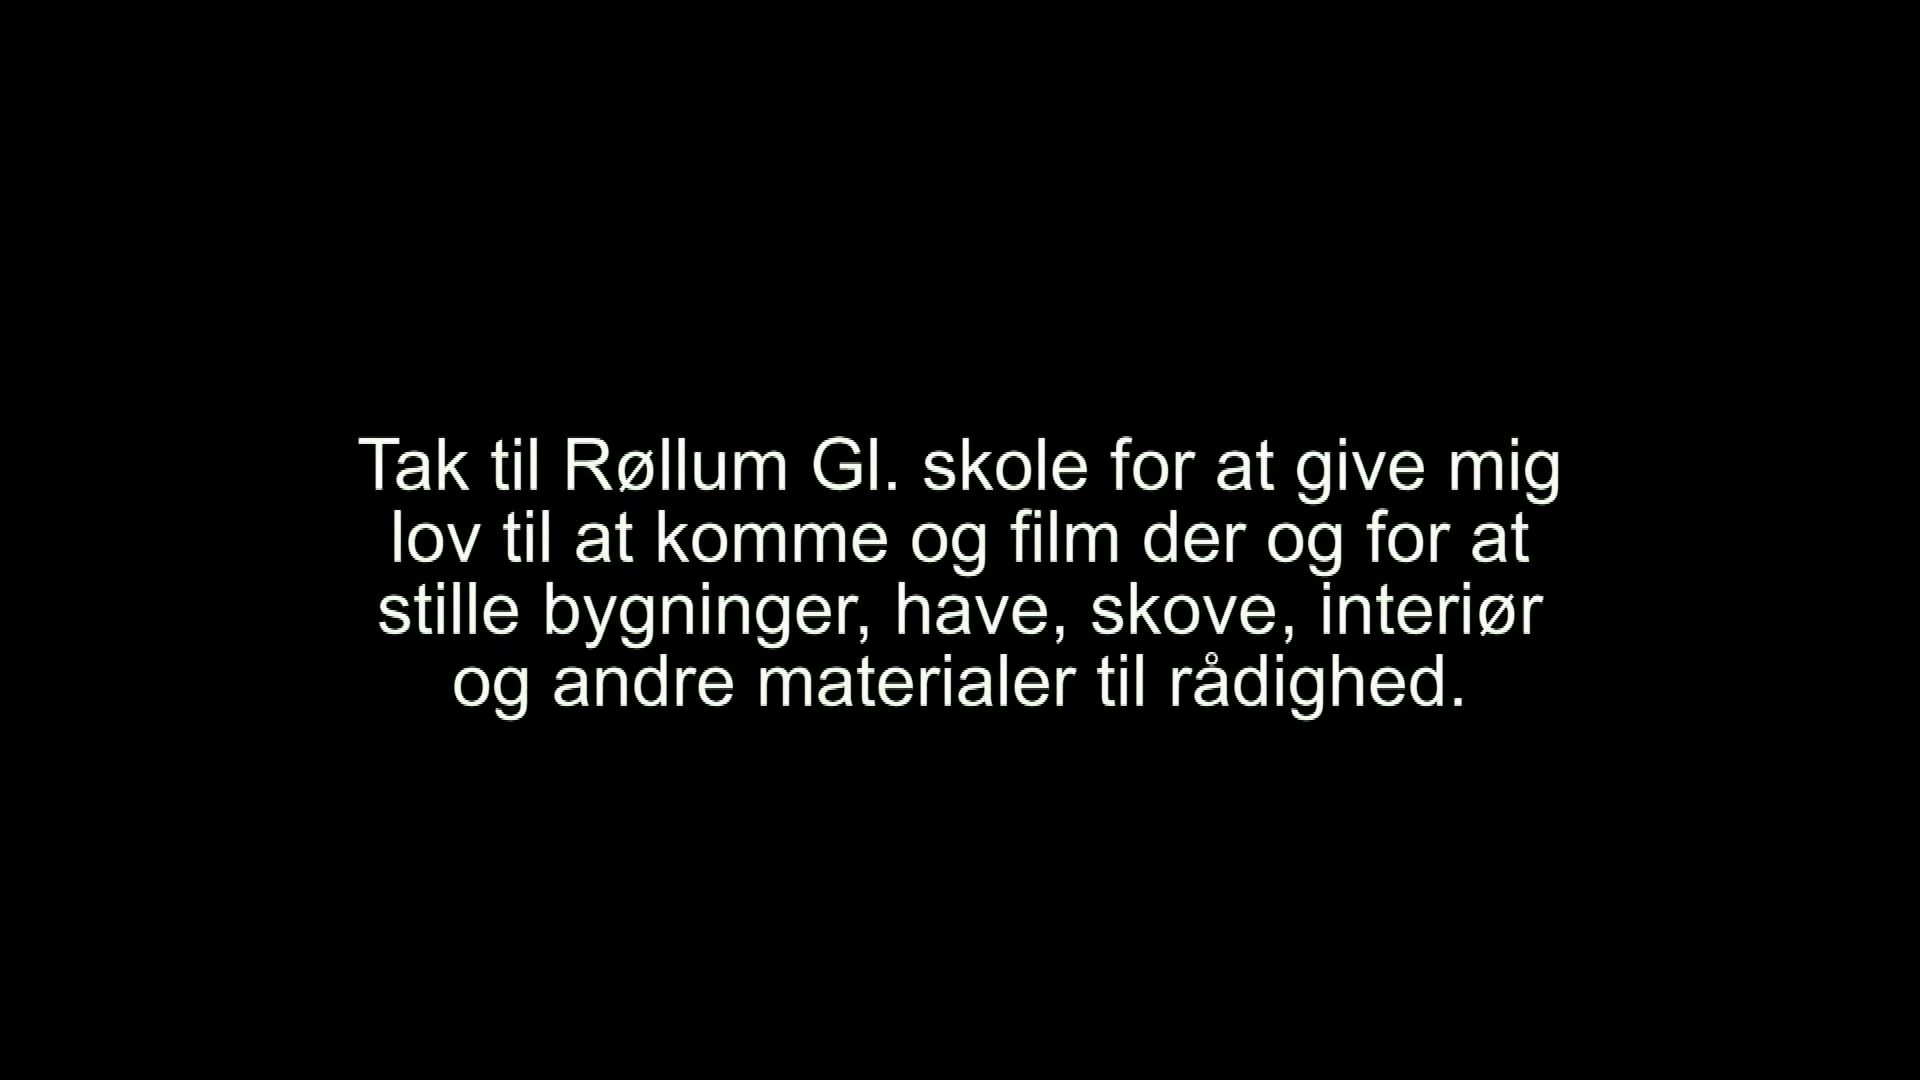 Tak til Røllum Gl. skole for at give mig
lov til at komme og film der og for at
stille bygninger, have, skove, interiør
og andre materialer til rådighed.